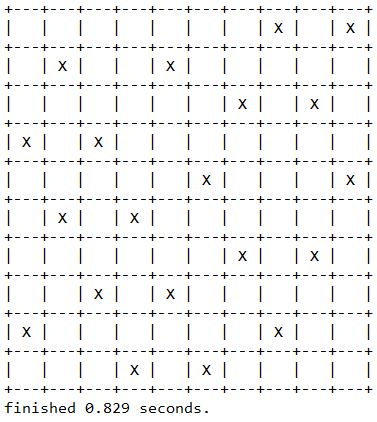 +---+---+---+---+---+---+---+---+---+---+
|   |   |   |   |   |   |   | X |   | X |
+---+---+---+---+---+---+---+---+---+---+
|   | X |   |   | X |   |   |   |   |   |
+---+---+---+---+---+---+---+---+---+---+
|   |   |   |   |   |   | X |   | X |   |
+---+---+---+---+---+---+---+---+---+---+
| X |   | X |   |   |   |   |   |   |   |
+---+---+---+---+---+---+---+---+---+---+
|   |   |   |   |   | X |   |   |   | X |
+---+---+---+---+---+---+---+---+---+---+
|   | X |   | X |   |   |   |   |   |   |
+---+---+---+---+---+---+---+---+---+---+
|   |   |   |   |   |   | X |   | X |   |
+---+---+---+---+---+---+---+---+---+---+
|   |   | X |   | X |   |   |   |   |   |
+---+---+---+---+---+---+---+---+---+---+
| X |   |   |   |   |   |   | X |   |   |
+---+---+---+---+---+---+---+---+---+---+
|   |   |   | X |   | X |   |   |   |   |
+---+---+---+---+---+---+---+---+---+---+
finished 0.829 seconds.